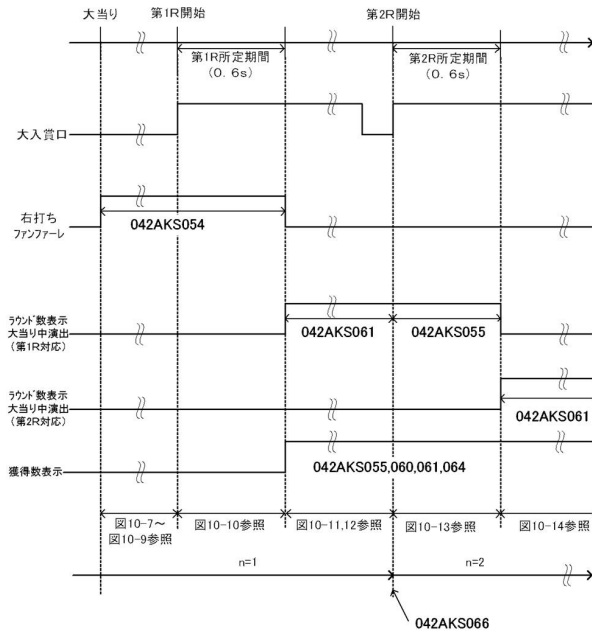 大当り
第1R開始
第2R開始
第1R所定期間
（0．6s）
第2R所定期間
（0．6s）
大入賞口
右打ち
ファンファーレ
042AKS054
ラウンド数表示
大当り中演出
（第1R対応）
042AKS061
042AKS055
ラウンド数表示
大当り中演出
（第2R対応）
042AKS061
獲得数表示
042AKS055,060,061,064
図10-7～
図10-9参照
図10-10参照
図10-11,12参照
図10-13参照
図10-14参照
n=1
n=2
042AKS066